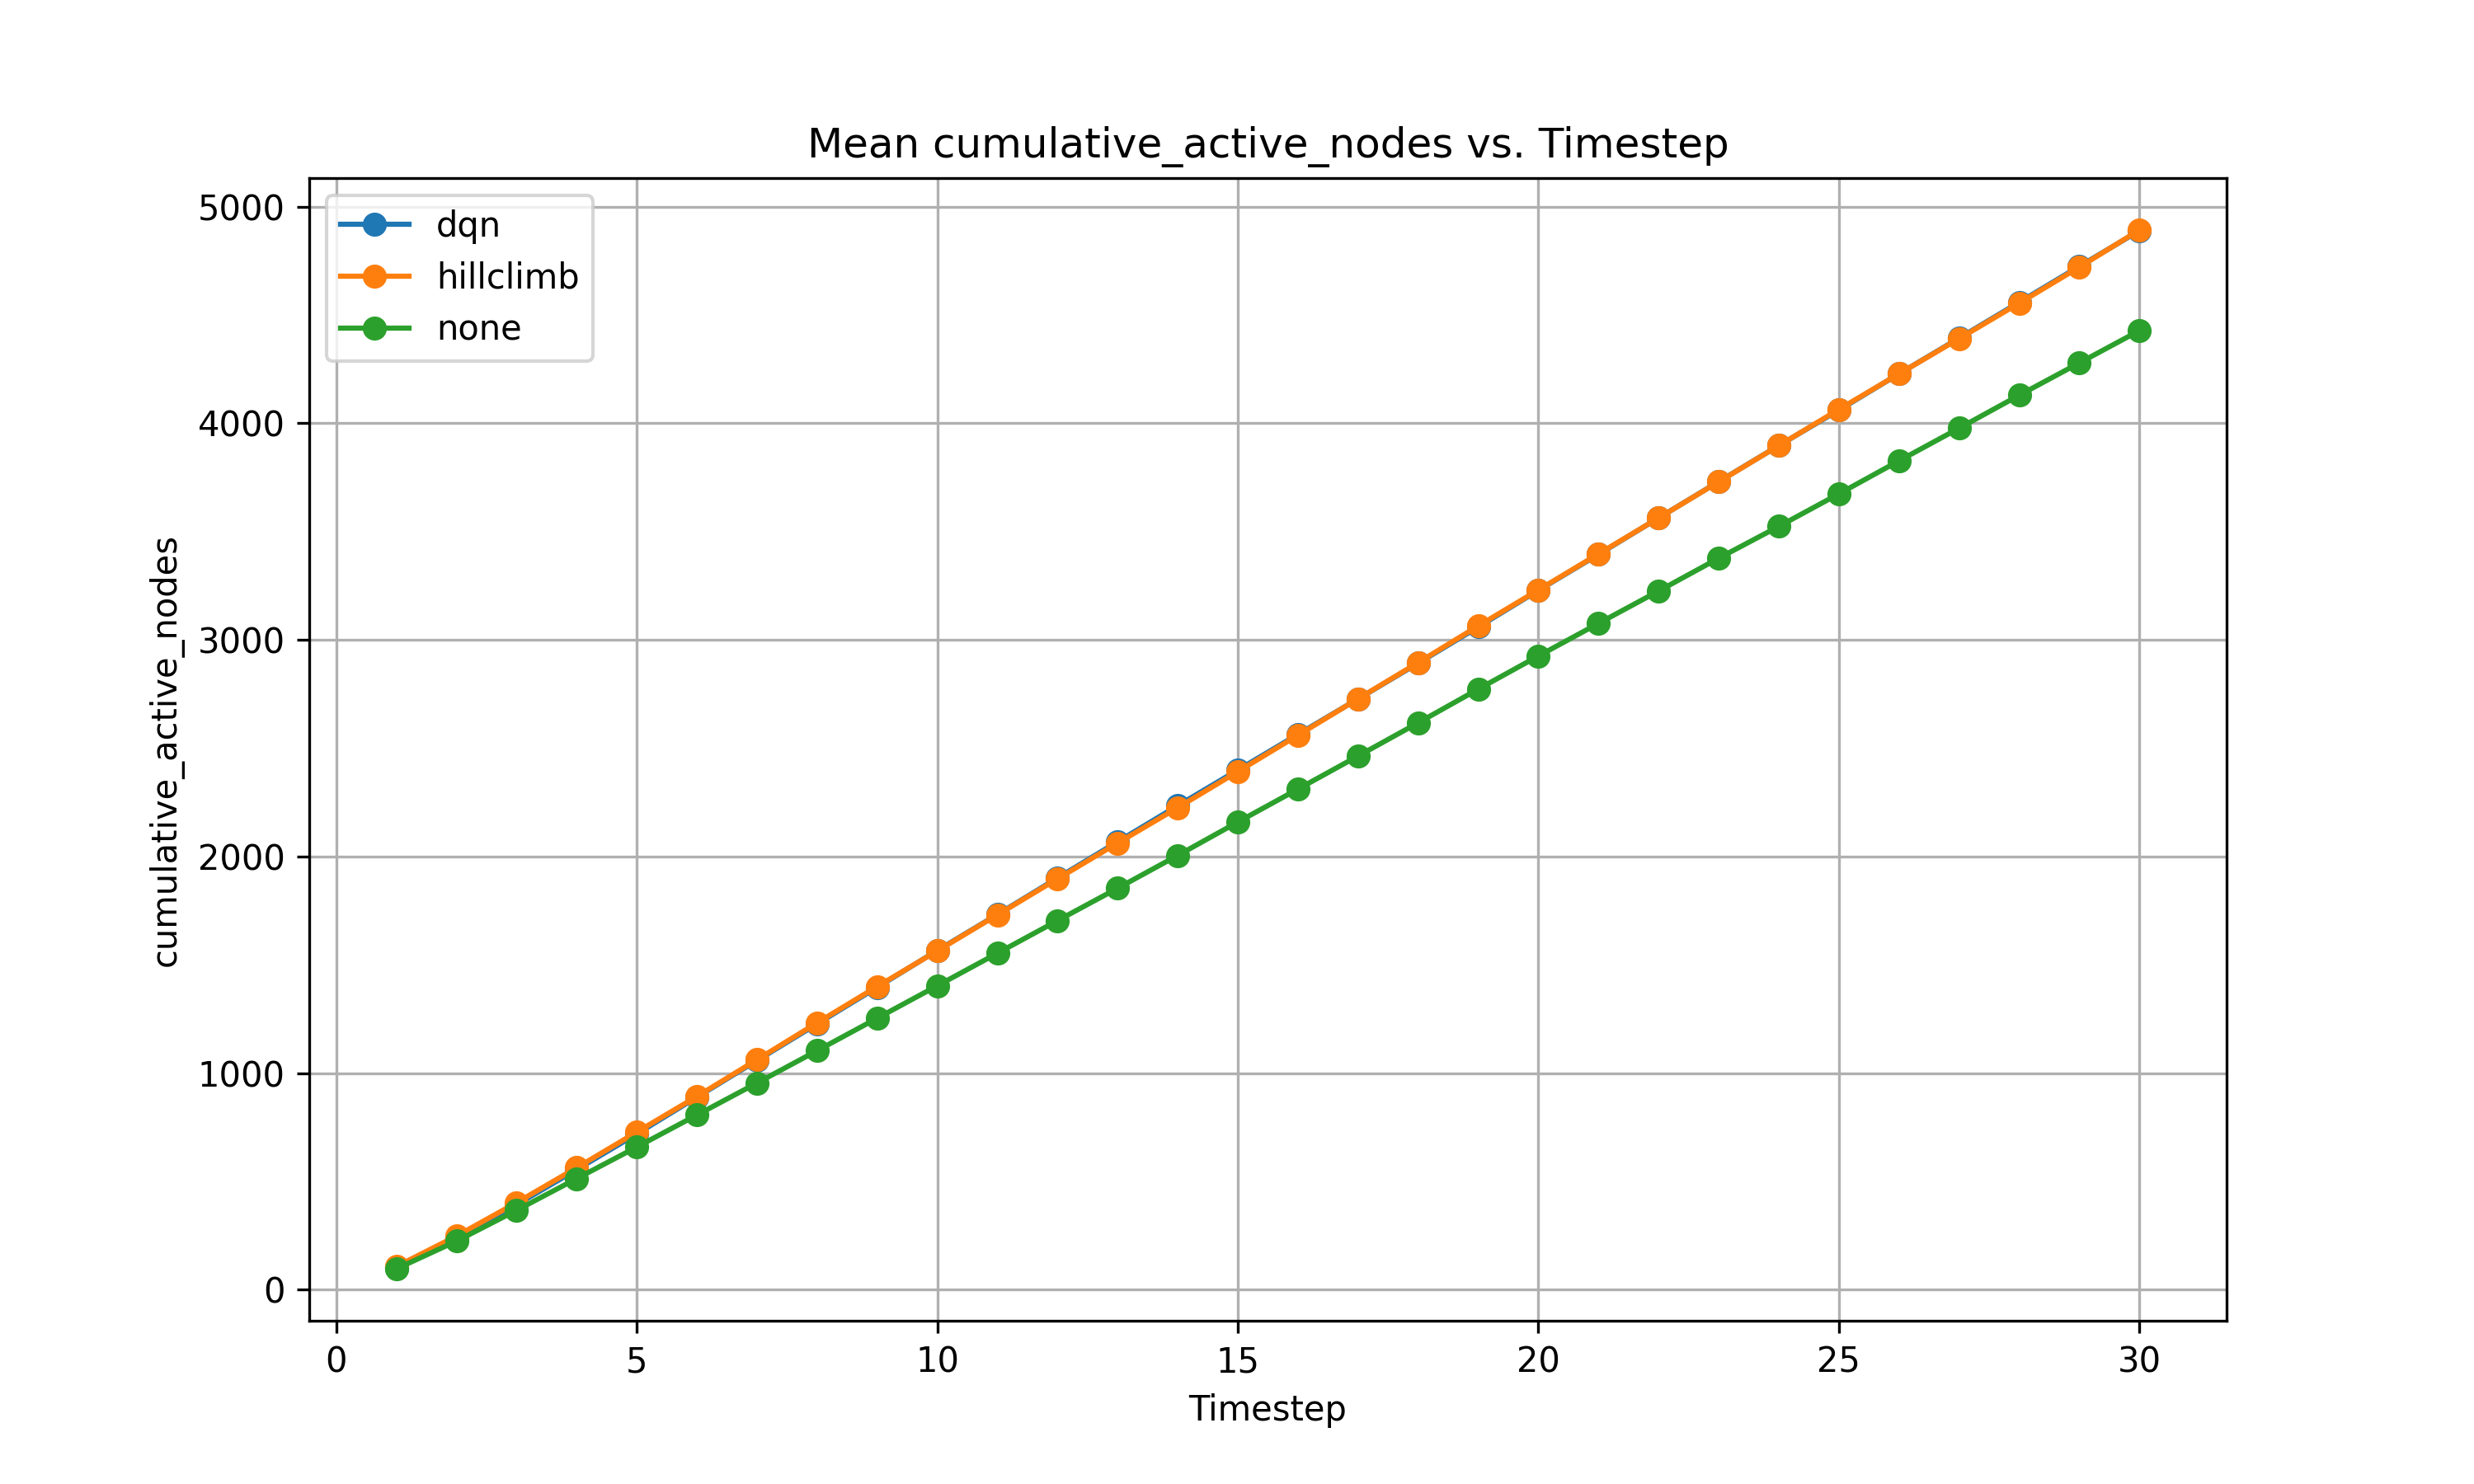 Mean cumulative_active_nodes vs. Timestep
dqn
hillclimb
none
cumulative_active_nodes
5000
4000
3000
2000
1000
0
0 5 10 15 20 25 30
Timestep